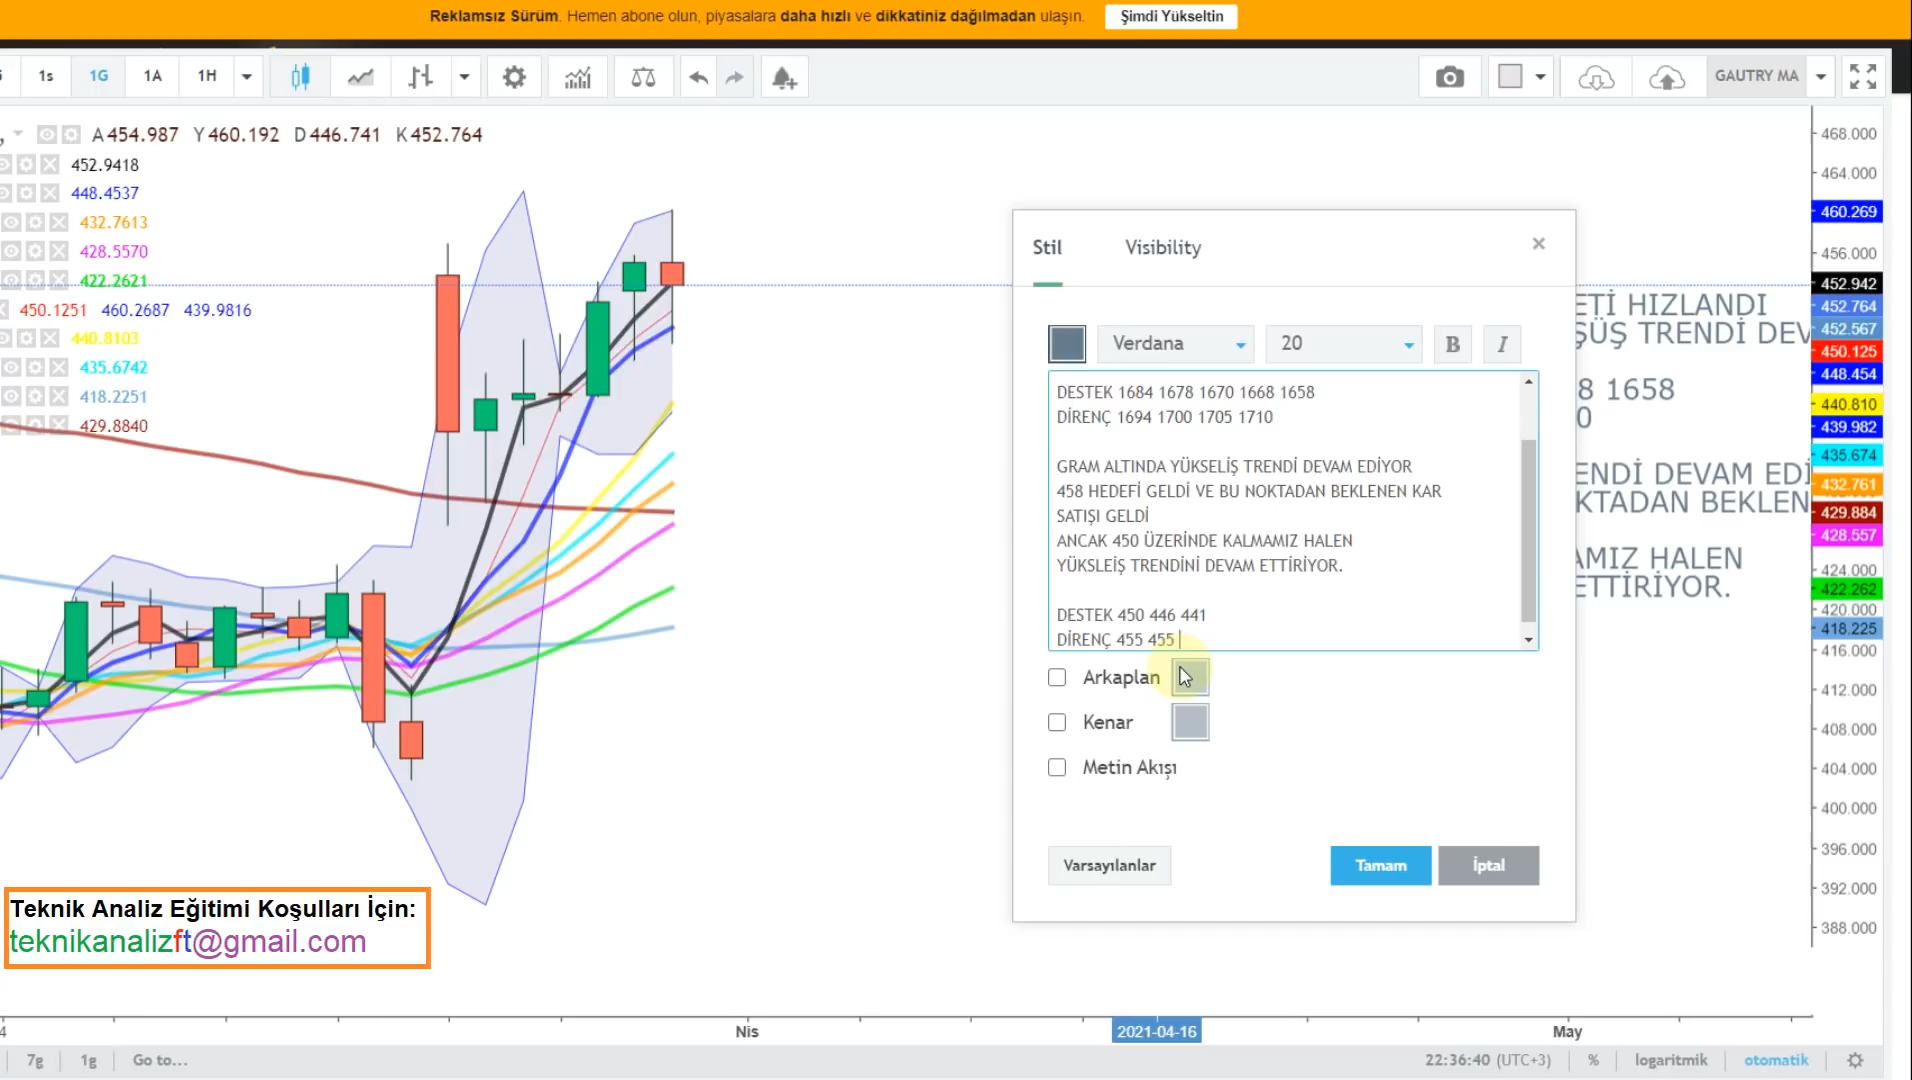 Reklamsız Sürüm. Hemen abone olun, piyasalara daha hızlı ve dikkatiniz dağılmadan ulaşın. Şimdi Yükseltin
1s 1G 1A 1H GAUTRY MA
A 454.987 Y 460.192 D 446.741 K 452.764
452.9418
448.4537
432.7613
428.5570
422.2621
450.1251 460.2687 439.9816
440.8103
435.6742
418.2251
429.8840
Stil Visibility
Verdana 20 B I
DESTEK 1684 1678 1670 1668 1658
DİRENÇ 1694 1700 1705 1710
GRAM ALTINDA YÜKSELİŞ TRENDİ DEVAM EDİYOR
458 HEDEFİ GELDİ VE BU NOKTADAN BEKLENEN KAR
SATIŞI GELDİ
ANCAK 450 ÜZERİNDE KALMAMIZ HALEN
YÜKSLEİŞ TRENDİNİ DEVAM ETTİRİYOR.
DESTEK 450 446 441
DİRENÇ 455 455
Arkaplan
Kenar
Metin Akışı
Varsayılanlar Tamam İptal
ETİ HIZLANDI
ŞÜŞ TRENDİ DEV
8 1658
0
ENDİ DEVAM EDİ
KTADAN BEKLEN
AMIZ HALEN
ETTİRİYOR.
468.000
464.000
460.269
456.000
452.942
452.764
452.567
450.125
448.454
440.810
439.982
435.674
432.761
429.884
428.557
424.000
422.262
420.000
418.225
416.000
412.000
408.000
404.000
400.000
396.000
392.000
388.000
Teknik Analiz Eğitimi Koşulları İçin:
teknikanalizft@gmail.com
4 Nis 2021-04-16 May
7g 1g Go to... 22:36:40 (UTC+3) % logaritmik otomatik